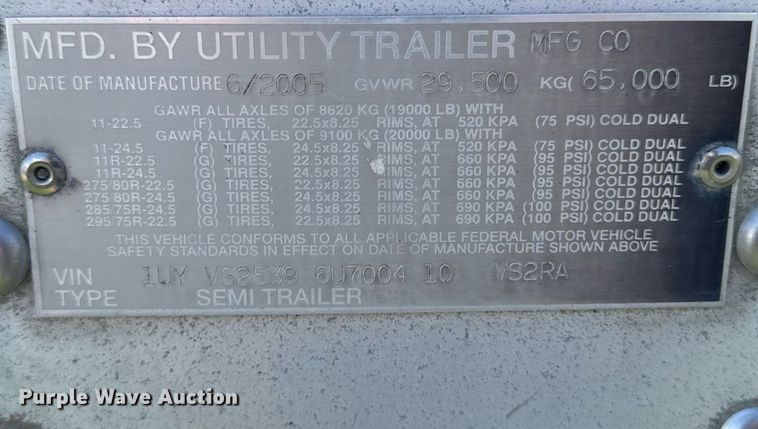 MFD. BY UTILITY TRAILER MFG CO
DATE OF MANUFACTURE 6/2005 GVWR 29,500 KG( 65,000 LB)
GAWR ALL AXLES OF 8620 KG (19000 LB) WITH
11-22.5 (F) TIRES, 22.5x8.25 RIMS, AT 520 KPA (75 PSI) COLD DUAL
GAWR ALL AXLES OF 9100 KG (20000 LB) WITH
11-24.5 (F) TIRES, 24.5x8.25 RIMS, AT 520 KPA (75 PSI) COLD DUAL
11R-22.5 (G) TIRES, 22.5x8.25 RIMS, AT 660 KPA (95 PSI) COLD DUAL
11R-24.5 (G) TIRES, 24.5x8.25 RIMS, AT 660 KPA (95 PSI) COLD DUAL
275 80R-22.5 (G) TIRES, 22.5x8.25 RIMS, AT 660 KPA (95 PSI) COLD DUAL
275 80R-24.5 (G) TIRES, 24.5x8.25 RIMS, AT 660 KPA (95 PSI) COLD DUAL
285 75R-24.5 (G) TIRES, 24.5x8.25 RIMS, AT 690 KPA (100 PSI) COLD DUAL
295 75R-22.5 (G) TIRES, 22.5x8.25 RIMS, AT 690 KPA (100 PSI) COLD DUAL
THIS VEHICLE CONFORMS TO ALL APPLICABLE FEDERAL MOTOR VEHICLE
SAFETY STANDARDS IN EFFECT ON DATE OF MANUFACTURE SHOWN ABOVE
VIN 1UY VS2539 6U7004 10 VS2RA
TYPE SEMI TRAILER
Purple Wave Auction